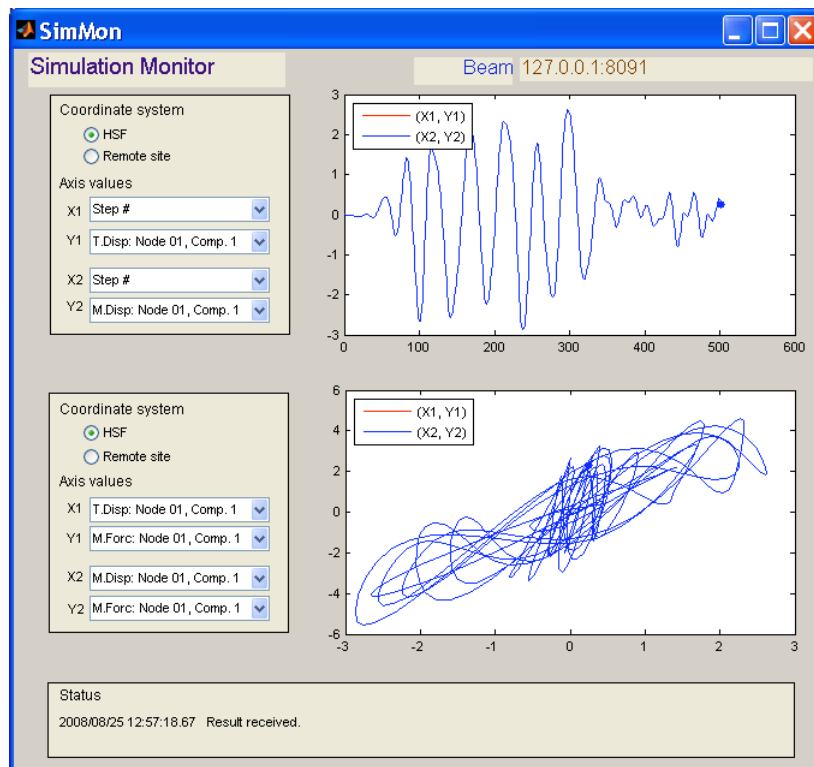 SimMon
Simulation Monitor
Beam 127.0.0.1:8091
Coordinate system
HSF
Remote site
Axis values
X1 Step #
Y1 T.Disp: Node 01, Comp. 1
X2 Step #
Y2 M.Disp: Node 01, Comp. 1
3
2
1
0
-1
-2
-3
(X1, Y1)
(X2, Y2)
0 100 200 300 400 500 600
Coordinate system
HSF
Remote site
Axis values
X1 T.Disp: Node 01, Comp. 1
Y1 M.Forc: Node 01, Comp. 1
X2 M.Disp: Node 01, Comp. 1
Y2 M.Forc: Node 01, Comp. 1
6
4
2
0
-2
-4
-6
(X1, Y1)
(X2, Y2)
-3 -2 -1 0 1 2 3
Status
2008/08/25 12:57:18.67 Result received.